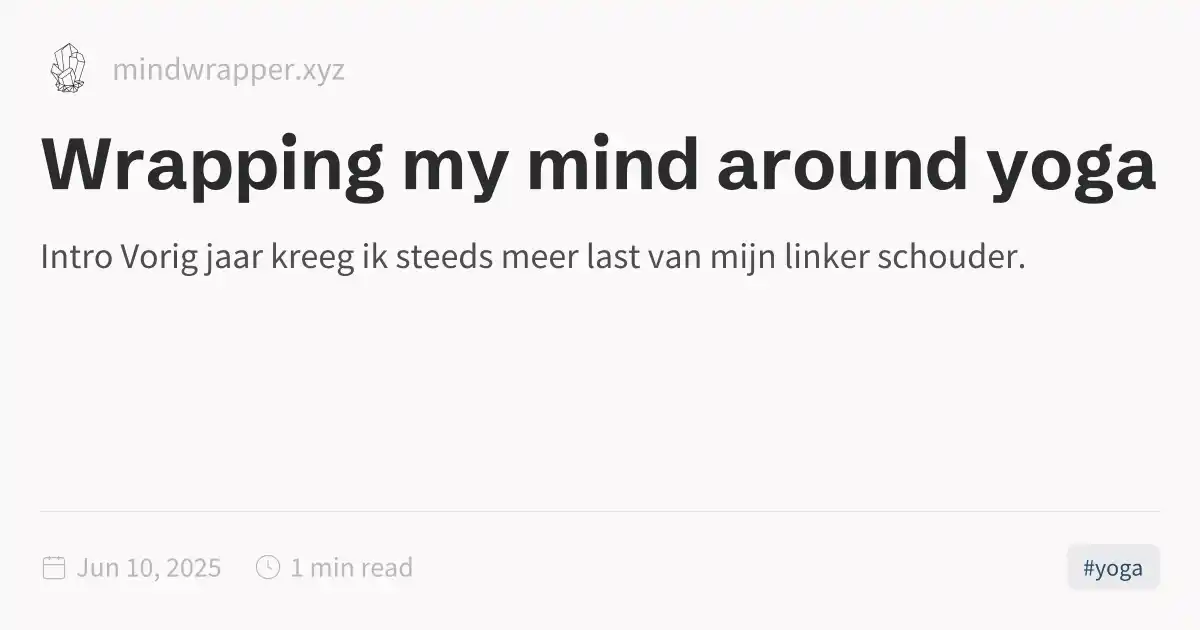 mindwrapper.xyz
Wrapping my mind around yoga
Intro Vorig jaar kreeg ik steeds meer last van mijn linker schouder.
Jun 10, 2025 1 min read #yoga